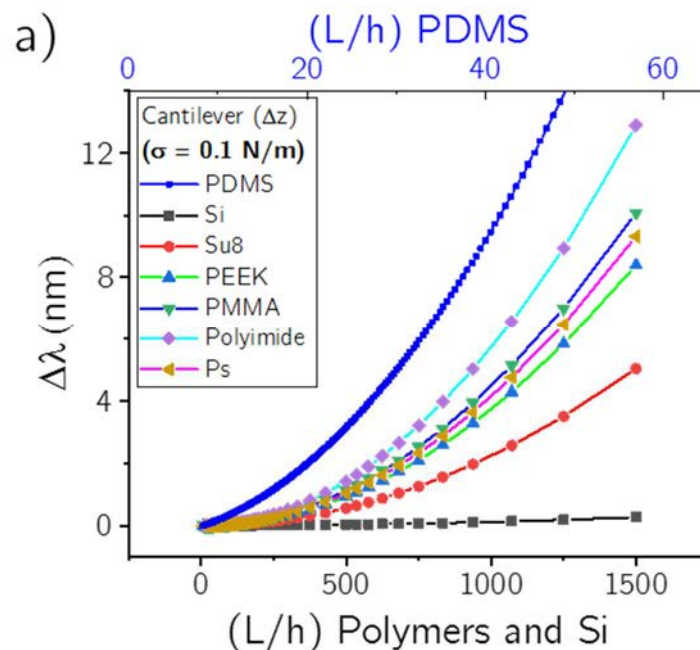 a)
(L/h) PDMS
0 20 40 60
Cantilever (Δz)
(σ = 0.1 N/m)
PDMS
Si
Su8
PEEK
PMMA
Polyimide
Ps
Δλ (nm)
12
8
4
0
0 500 1000 1500
(L/h) Polymers and Si